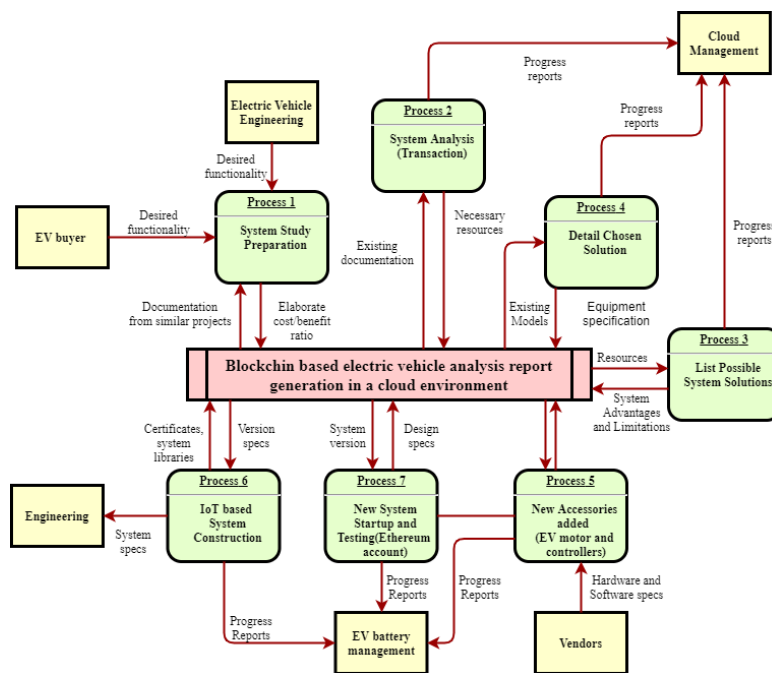 Cloud
Management
Progress
reports
Electric Vehicle
Engineering
Process 2
System Analysis
(Transaction)
Progress
reports
Desired
functionality
Process 1
System Study
Preparation
EV buyer
Desired
functionality
Existing
documentation
Necessary
resources
Process 4
Detail Chosen
Solution
Progress
reports
Documentation
from similar projects
Elaborate
cost/benefit
ratio
Existing
Models
Equipment
specification
Process 3
List Possible
System Solutions
Blockchin based electric vehicle analysis report
generation in a cloud environment
Resources
System
Advantages
and Limitations
Certificates,
system
libraries
Version
specs
System
version
Design
specs
Process 6
IoT based
System
Construction
Process 7
New System
Startup and
Testing(Ethereum
account)
Process 5
New Accessories
added
(EV motor and
controllers)
Engineering
System
specs
Progress
Reports
Progress
Reports
Progress
Reports
Hardware and
Software specs
EV battery
management
Vendors